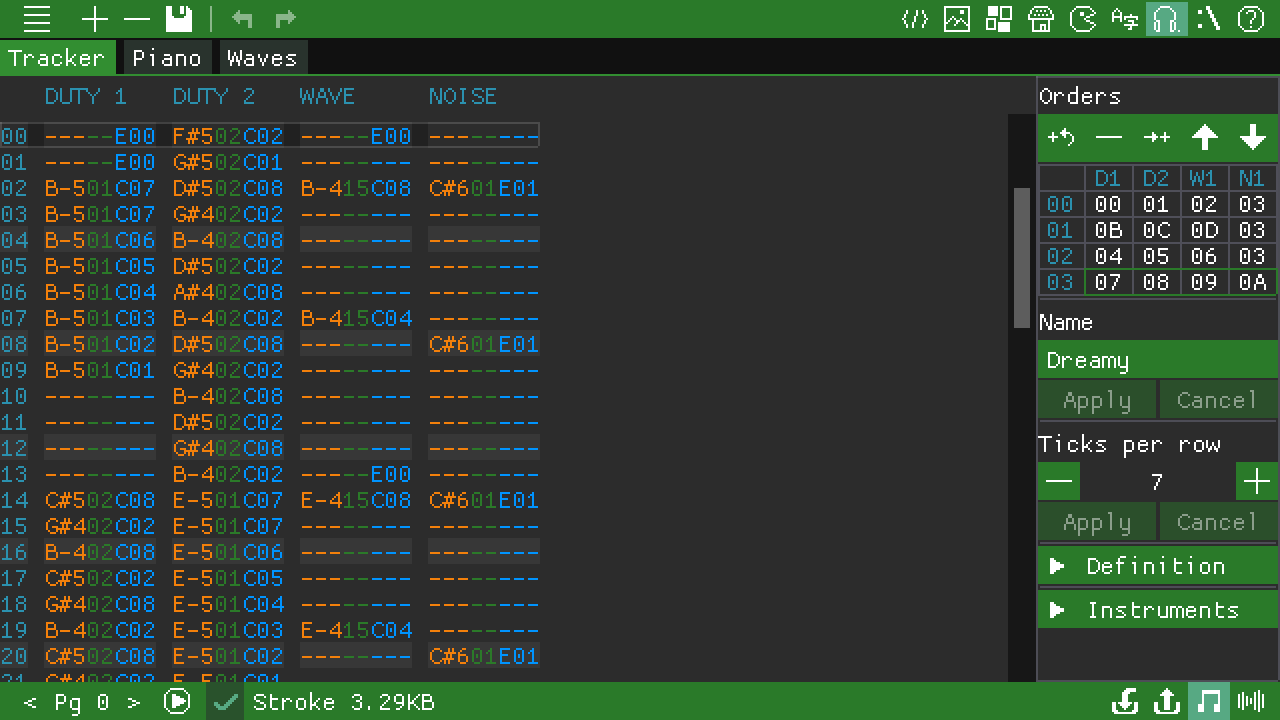 Tracker Piano Waves
DUTY 1 DUTY 2 WAVE NOISE
00 -----E00 F#502C02 -----E00 --------
01 -----E00 G#502C01 -------- --------
02 B-501C07 D#502C08 B-415C08 C#601E01
03 B-501C07 G#402C02 -------- --------
04 B-501C06 B-402C08 -------- --------
05 B-501C05 D#502C02 -------- --------
06 B-501C04 A#402C08 -------- --------
07 B-501C03 B-402C02 B-415C04 --------
08 B-501C02 D#502C08 -------- C#601E01
09 B-501C01 G#402C02 -------- --------
10 -------- B-402C08 -------- --------
11 -------- D#502C02 -------- --------
12 -------- G#402C08 -------- --------
13 -------- B-402C02 -----E00 --------
14 C#502C08 E-501C07 E-415C08 C#601E01
15 G#402C02 E-501C07 -------- --------
16 B-402C08 E-501C06 -------- --------
17 C#502C02 E-501C05 -------- --------
18 G#402C08 E-501C04 -------- --------
19 B-402C02 E-501C03 E-415C04 --------
20 C#502C08 E-501C02 -------- C#601E01
21 G#402C02 E-501C01 -------- --------
Orders
D1 D2 W1 N1
00 00 01 02 03
01 0B 0C 0D 03
02 04 05 06 03
03 07 08 09 0A
Name
Dreamy
Apply Cancel
Ticks per row
7
Apply Cancel
Definition
Instruments
< Pg 0 > Stroke 3.29KB